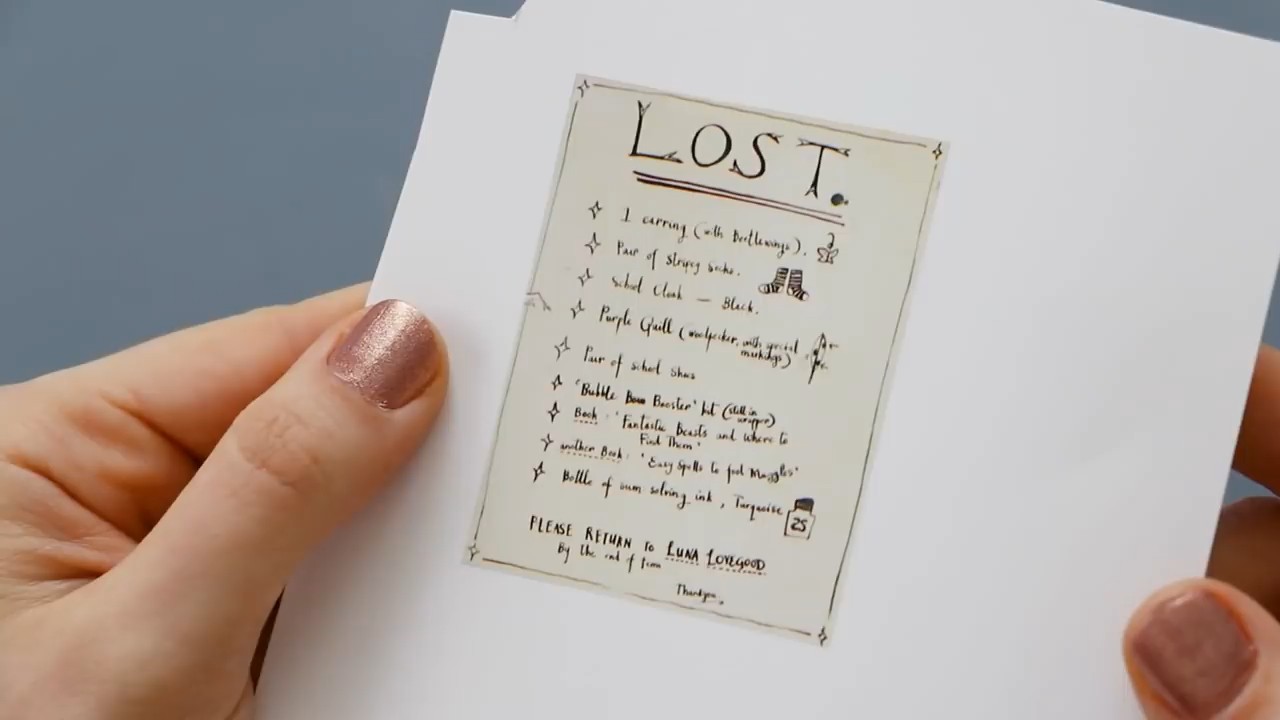 LOST.
1 earring (with Beetlewings).
Pair of Stripey Socks.
School Cloak — Black.
Purple Quill (woodpecker, with special
markings)
Pair of school shoes
"Bubble Boom Booster" kit (still in
wrapper)
Book: "Fantastic Beasts and Where to
Find Them"
another Book: "Easy Spells to fool Muggles"
Bottle of sum solving ink, Turquoise
25
PLEASE RETURN to LUNA LOVEGOOD
By the end of term
Thankyou,